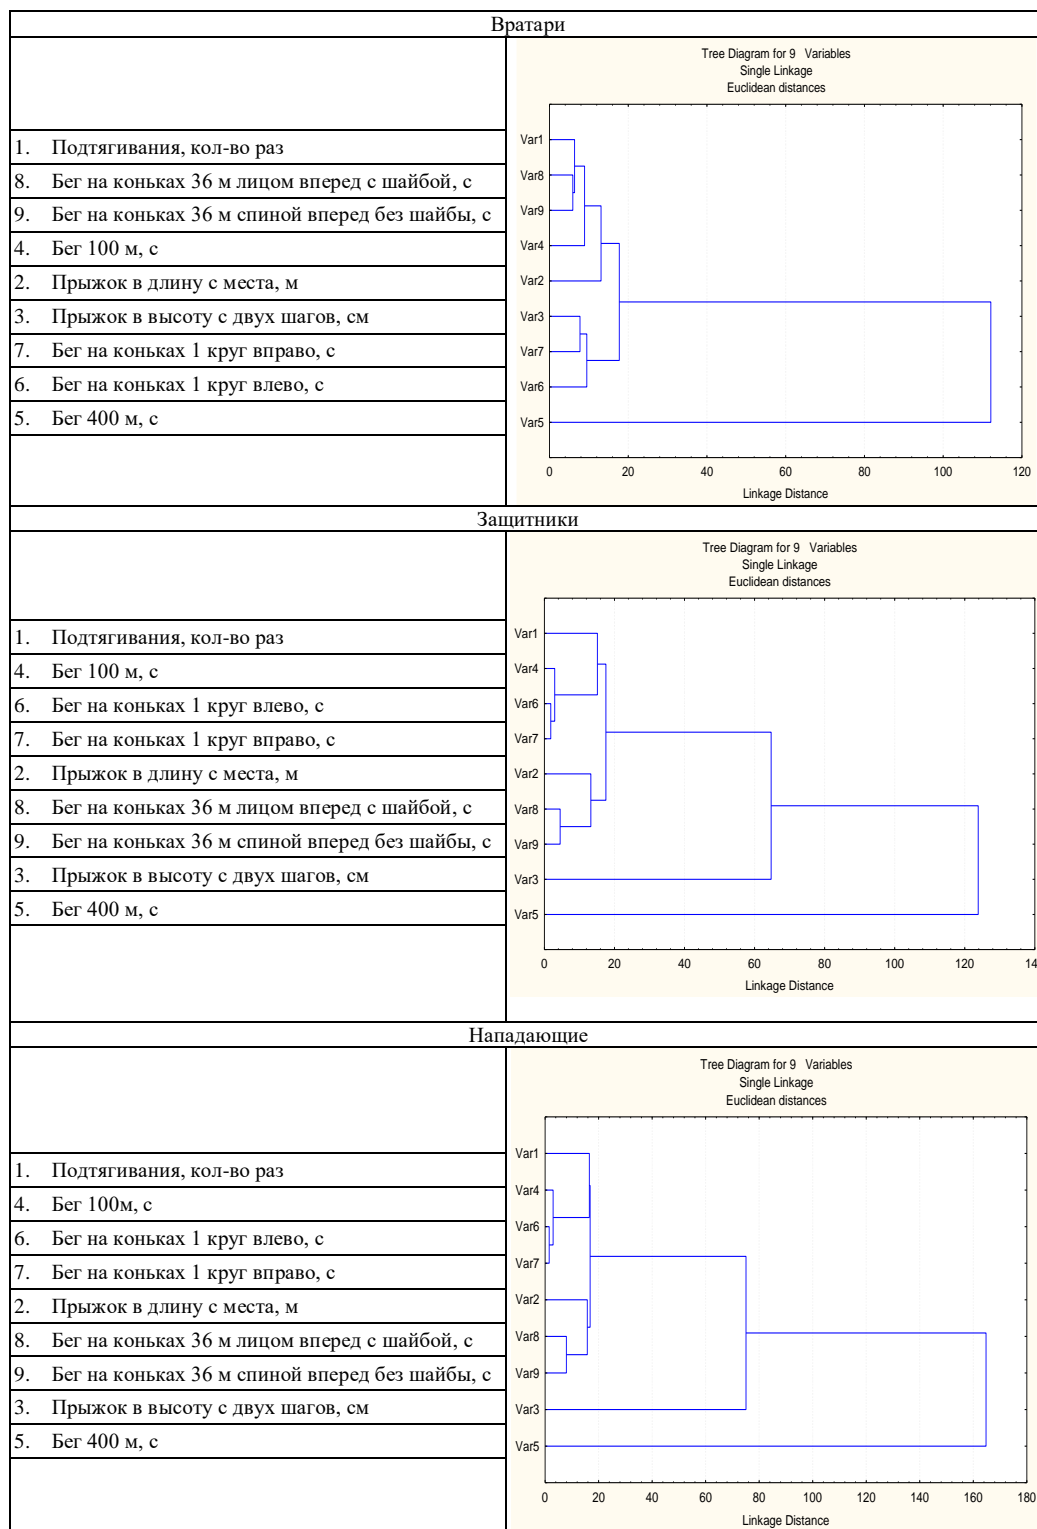 Вратари
Tree Diagram for 9 Variables
Single Linkage
Euclidean distances
1. Подтягивания, кол-во раз
8. Бег на коньках 36 м лицом вперед с шайбой, с
9. Бег на коньках 36 м спиной вперед без шайбы, с
4. Бег 100 м, с
2. Прыжок в длину с места, м
3. Прыжок в высоту с двух шагов, см
7. Бег на коньках 1 круг вправо, с
6. Бег на коньках 1 круг влево, с
5. Бег 400 м, с
Var1
Var8
Var9
Var4
Var2
Var3
Var7
Var6
Var5
0 20 40 60 80 100 120
Linkage Distance
Защитники
Tree Diagram for 9 Variables
Single Linkage
Euclidean distances
1. Подтягивания, кол-во раз
4. Бег 100 м, с
6. Бег на коньках 1 круг влево, с
7. Бег на коньках 1 круг вправо, с
2. Прыжок в длину с места, м
8. Бег на коньках 36 м лицом вперед с шайбой, с
9. Бег на коньках 36 м спиной вперед без шайбы, с
3. Прыжок в высоту с двух шагов, см
5. Бег 400 м, с
Var1
Var4
Var6
Var7
Var2
Var8
Var9
Var3
Var5
0 20 40 60 80 100 120 14
Linkage Distance
Нападающие
Tree Diagram for 9 Variables
Single Linkage
Euclidean distances
1. Подтягивания, кол-во раз
4. Бег 100м, с
6. Бег на коньках 1 круг влево, с
7. Бег на коньках 1 круг вправо, с
2. Прыжок в длину с места, м
8. Бег на коньках 36 м лицом вперед с шайбой, с
9. Бег на коньках 36 м спиной вперед без шайбы, с
3. Прыжок в высоту с двух шагов, см
5. Бег 400 м, с
Var1
Var4
Var6
Var7
Var2
Var8
Var9
Var3
Var5
0 20 40 60 80 100 120 140 160 180
Linkage Distance